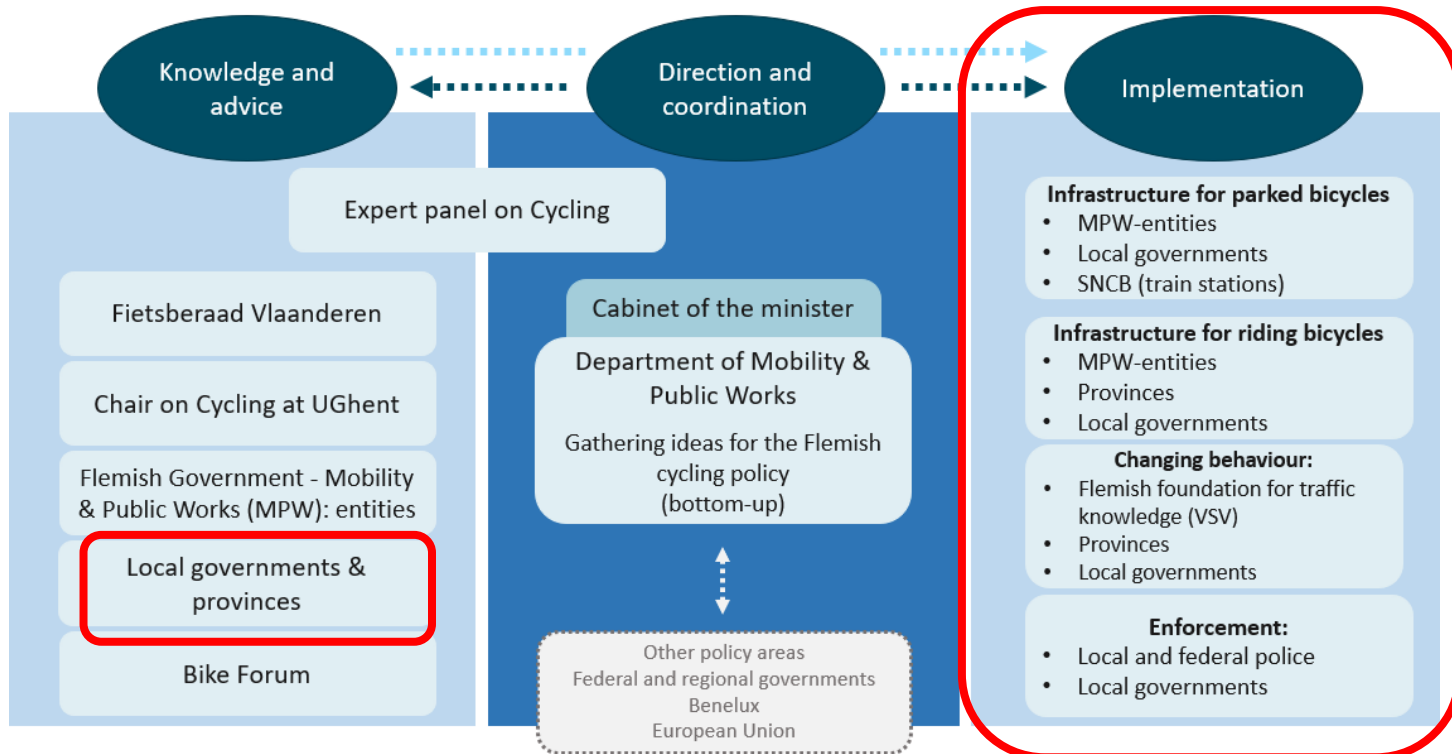 Knowledge and
advice
Direction and
coordination
Implementation
Expert panel on Cycling
Fietsberaad Vlaanderen
Chair on Cycling at UGhent
Flemish Government - Mobility
& Public Works (MPW): entities
Local governments &
provinces
Bike Forum
Cabinet of the minister
Department of Mobility &
Public Works
Gathering ideas for the Flemish
cycling policy
(bottom-up)
Other policy areas
Federal and regional governments
Benelux
European Union
Infrastructure for parked bicycles
• MPW-entities
• Local governments
• SNCB (train stations)
Infrastructure for riding bicycles
• MPW-entities
• Provinces
• Local governments
Changing behaviour:
• Flemish foundation for traffic
knowledge (VSV)
• Provinces
• Local governments
Enforcement:
• Local and federal police
• Local governments